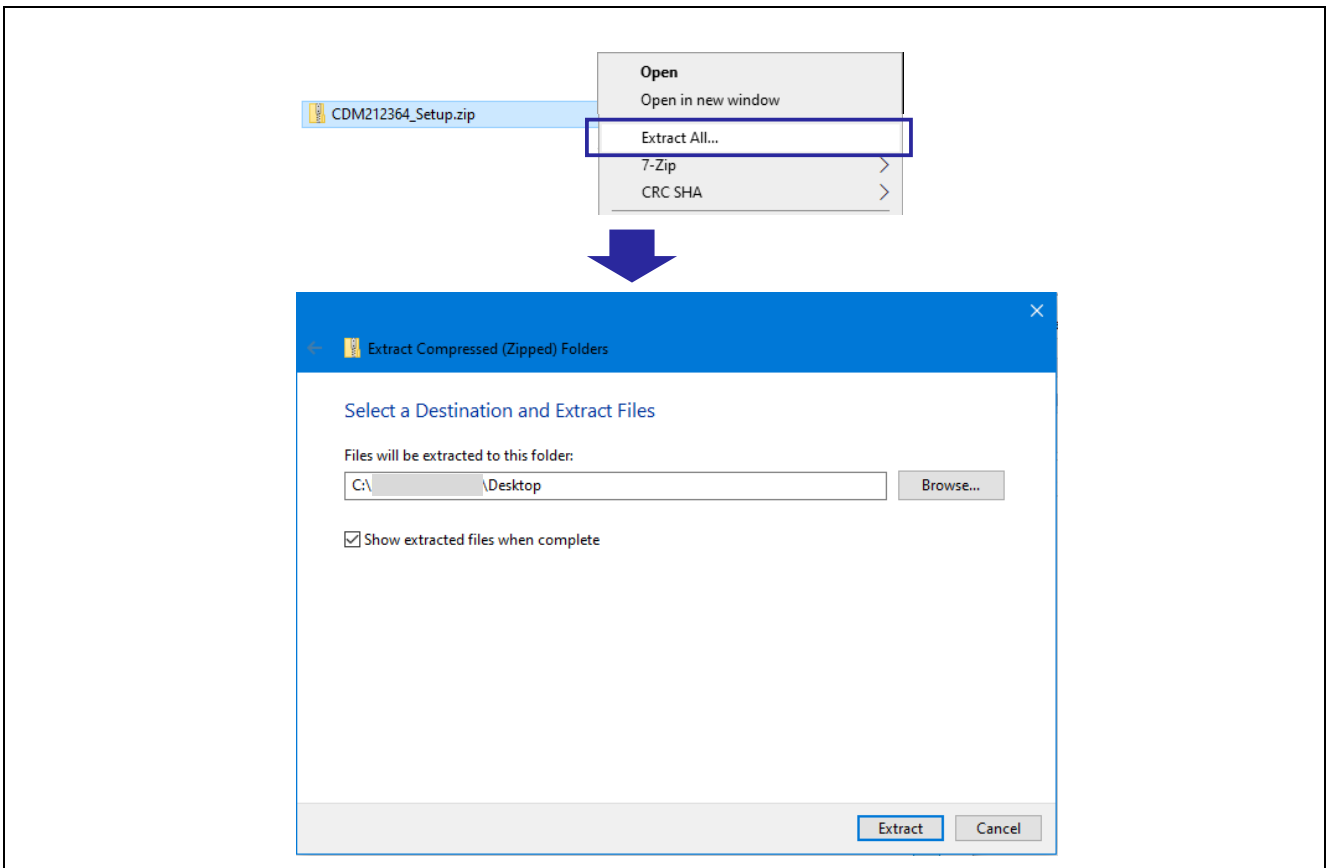 Open
Open in new window
CDM212364_Setup.zip
Extract All...
7-Zip
CRC SHA
Extract Compressed (Zipped) Folders
Select a Destination and Extract Files
Files will be extracted to this folder:
C:\ \Desktop
Browse...
Show extracted files when complete
Extract
Cancel